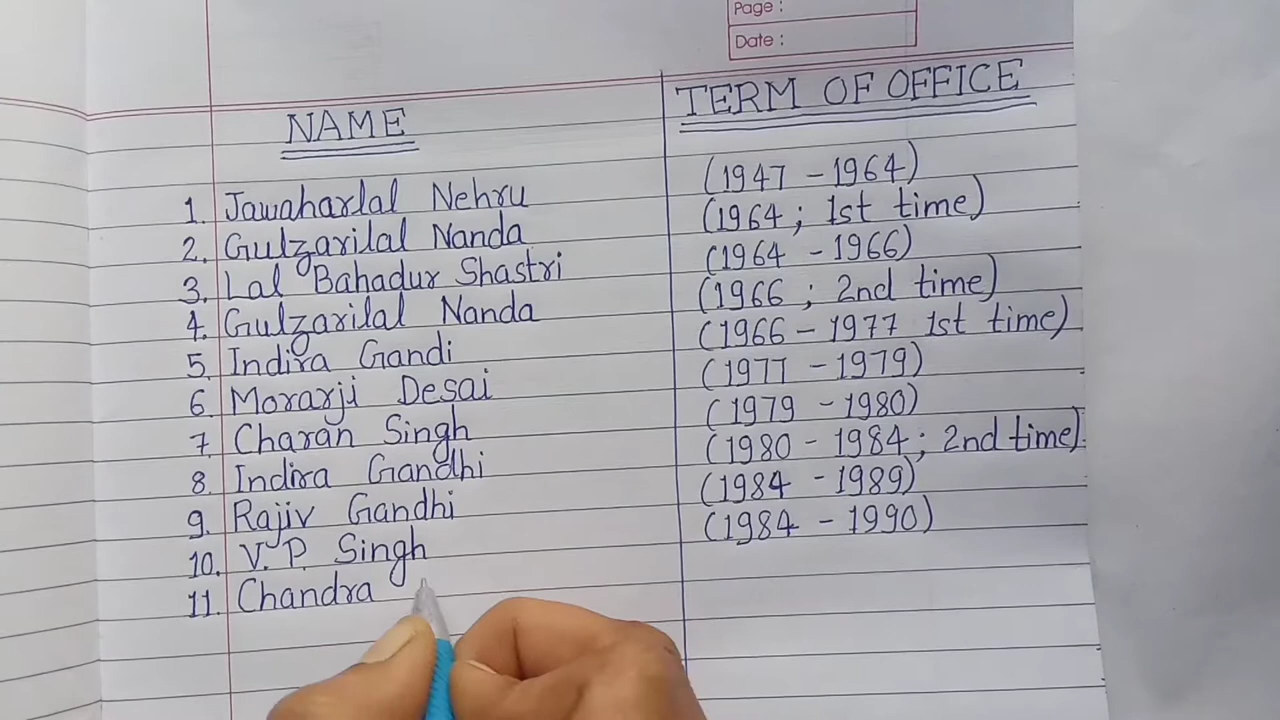 Page :
Date :
NAME TERM OF OFFICE
1. Jawaharlal Nehru (1947 - 1964)
2. Gulzarilal Nanda (1964 ; 1st time)
3. Lal Bahadur Shastri (1964 - 1966)
4. Gulzarilal Nanda (1966 ; 2nd time)
5. Indira Gandi (1966 - 1977 1st time)
6. Morarji Desai (1977 - 1979)
7. Charan Singh (1979 - 1980)
8. Indira Gandhi (1980 - 1984 ; 2nd time)
9. Rajiv Gandhi (1984 - 1989)
10. V. P. Singh (1984 - 1990)
11. Chandra